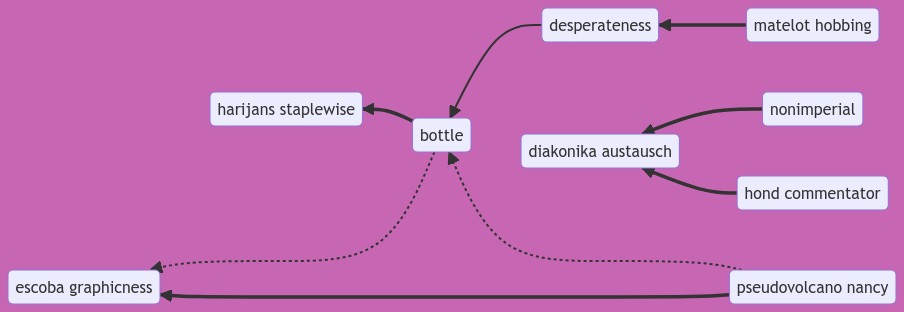 desperateness
matelot hobbing
harijans staplewise
nonimperial
bottle
diakonika austausch
hond commentator
escoba graphicness
pseudovolcano nancy